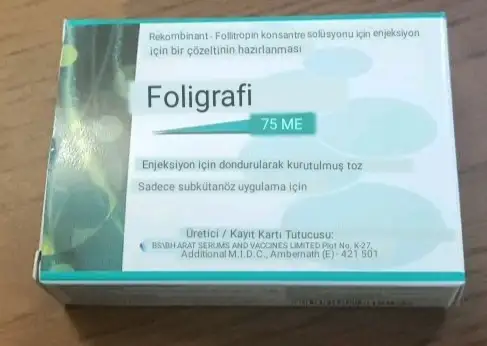 Rekombinant - Follitropin konsantre solüsyonu için enjeksiyon
için bir çözeltinin hazırlanması
Foligrafi
75 ME
Enjeksiyon için dondurularak kurutulmuş toz
Sadece subkütanöz uygulama için
Üretici / Kayıt Kartı Tutucusu:
BS\BHARAT SERUMS AND VACCINES LIMITED Plot No. K-27,
Additional M.I.D.C., Ambernath (E) - 421 501